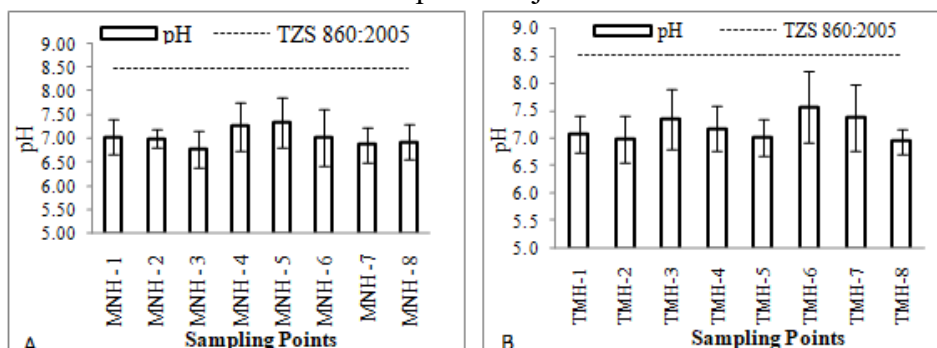 pH TZS 860:2005
9.00
8.50
8.00
7.50
7.00
6.50
6.00
5.50
5.00
pH
MNH - 1
MNH - 2
MNH - 3
MNH - 4
MNH - 5
MNH - 6
MNH - 7
MNH - 8
A
Sampling Points
pH TZS 860:2005
9.0
8.5
8.0
7.5
7.0
6.5
6.0
5.5
5.0
pH
TMH-1
TMH-2
TMH-3
TMH-4
TMH-5
TMH-6
TMH-7
TMH-8
B
Sampling Points